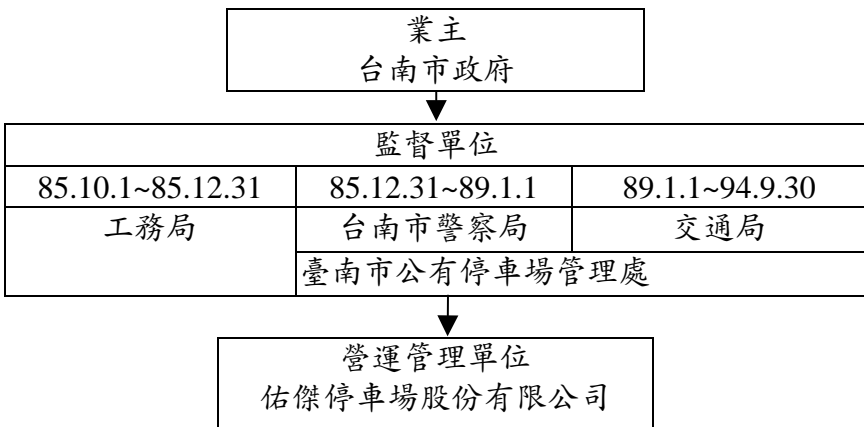 業主
台南市政府
監督單位
85.10.1~85.12.31 85.12.31~89.1.1 89.1.1~94.9.30
工務局 台南市警察局 交通局
臺南市公有停車場管理處
營運管理單位
佑傑停車場股份有限公司